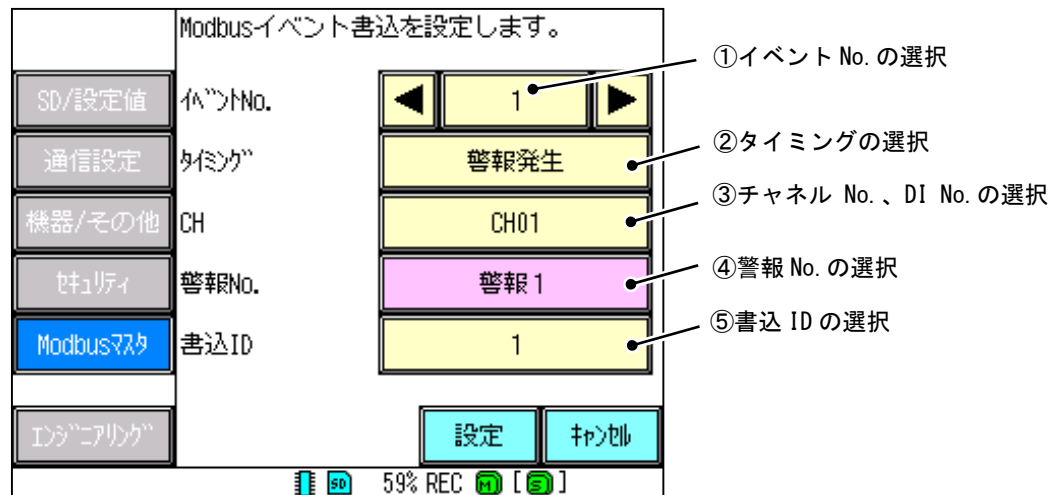 Modbusイベント書込を設定します。
SD/設定値
ｲﾍﾞﾝﾄNo.
◀
1
▶
①イベント No. の選択
通信設定
ﾀｲﾐﾝｸﾞ
警報発生
②タイミングの選択
機器/その他
CH
CH01
③チャネル No. 、DI No. の選択
ｾｷｭﾘﾃｨ
警報No.
警報1
④警報 No. の選択
Modbusﾏｽﾀ
書込ID
1
⑤書込 ID の選択
ｴﾝｼﾞﾆｱﾘﾝｸﾞ
設定
ｷｬﾝｾﾙ
SD 59% REC M [S]